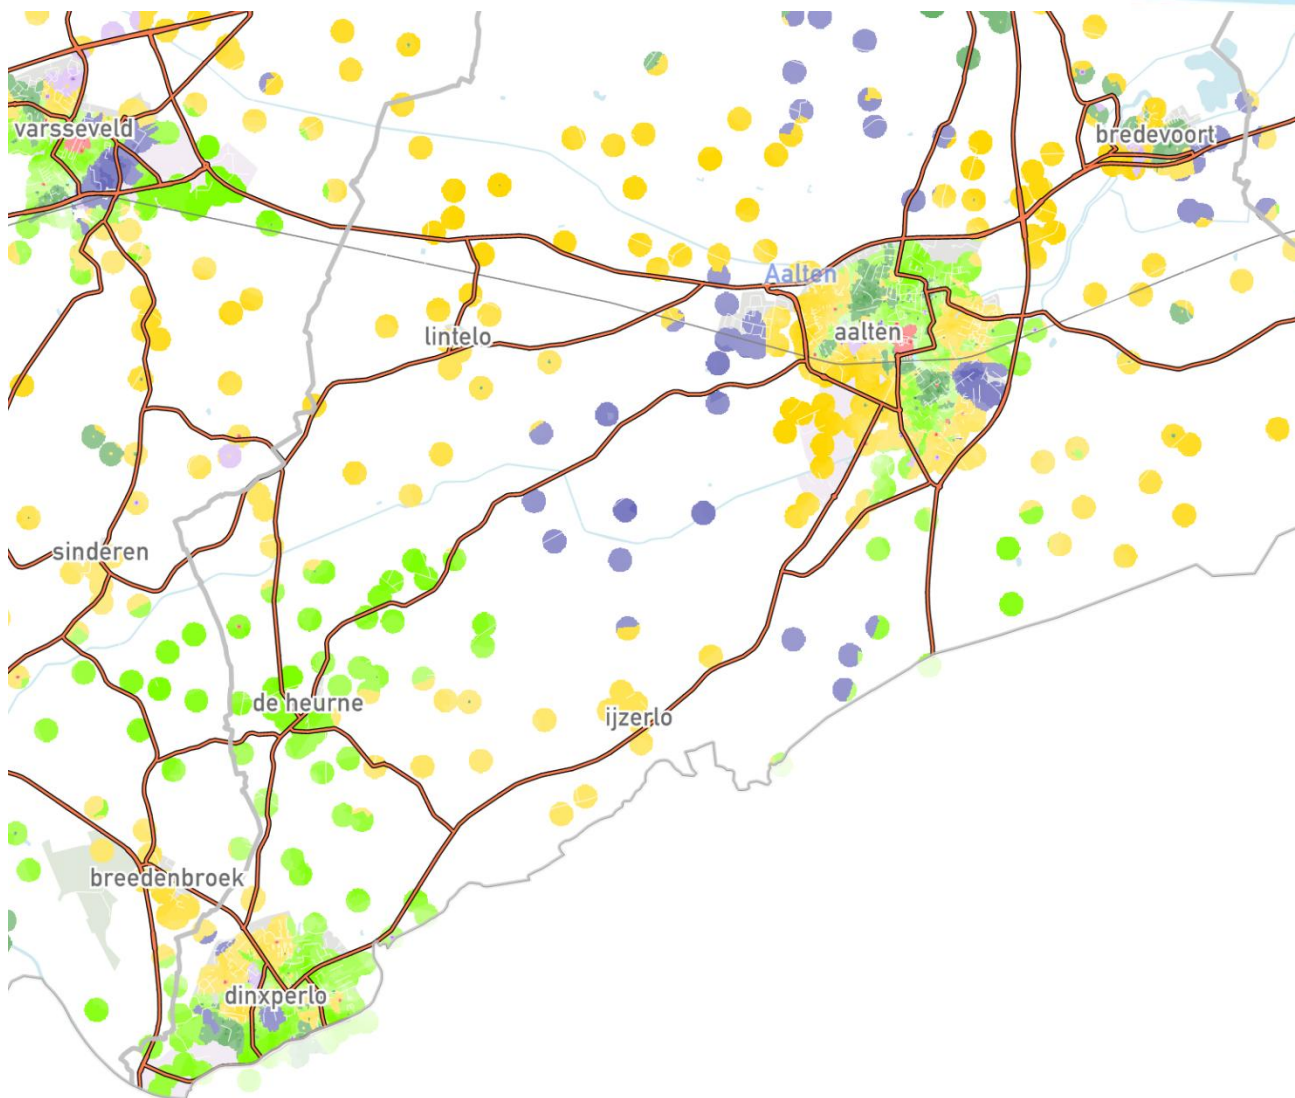 varsseveld
bredevoort
Aalten
lintelo
aalten
sinderen
de heurne
ijzerlo
breedenbroek
dinxperlo